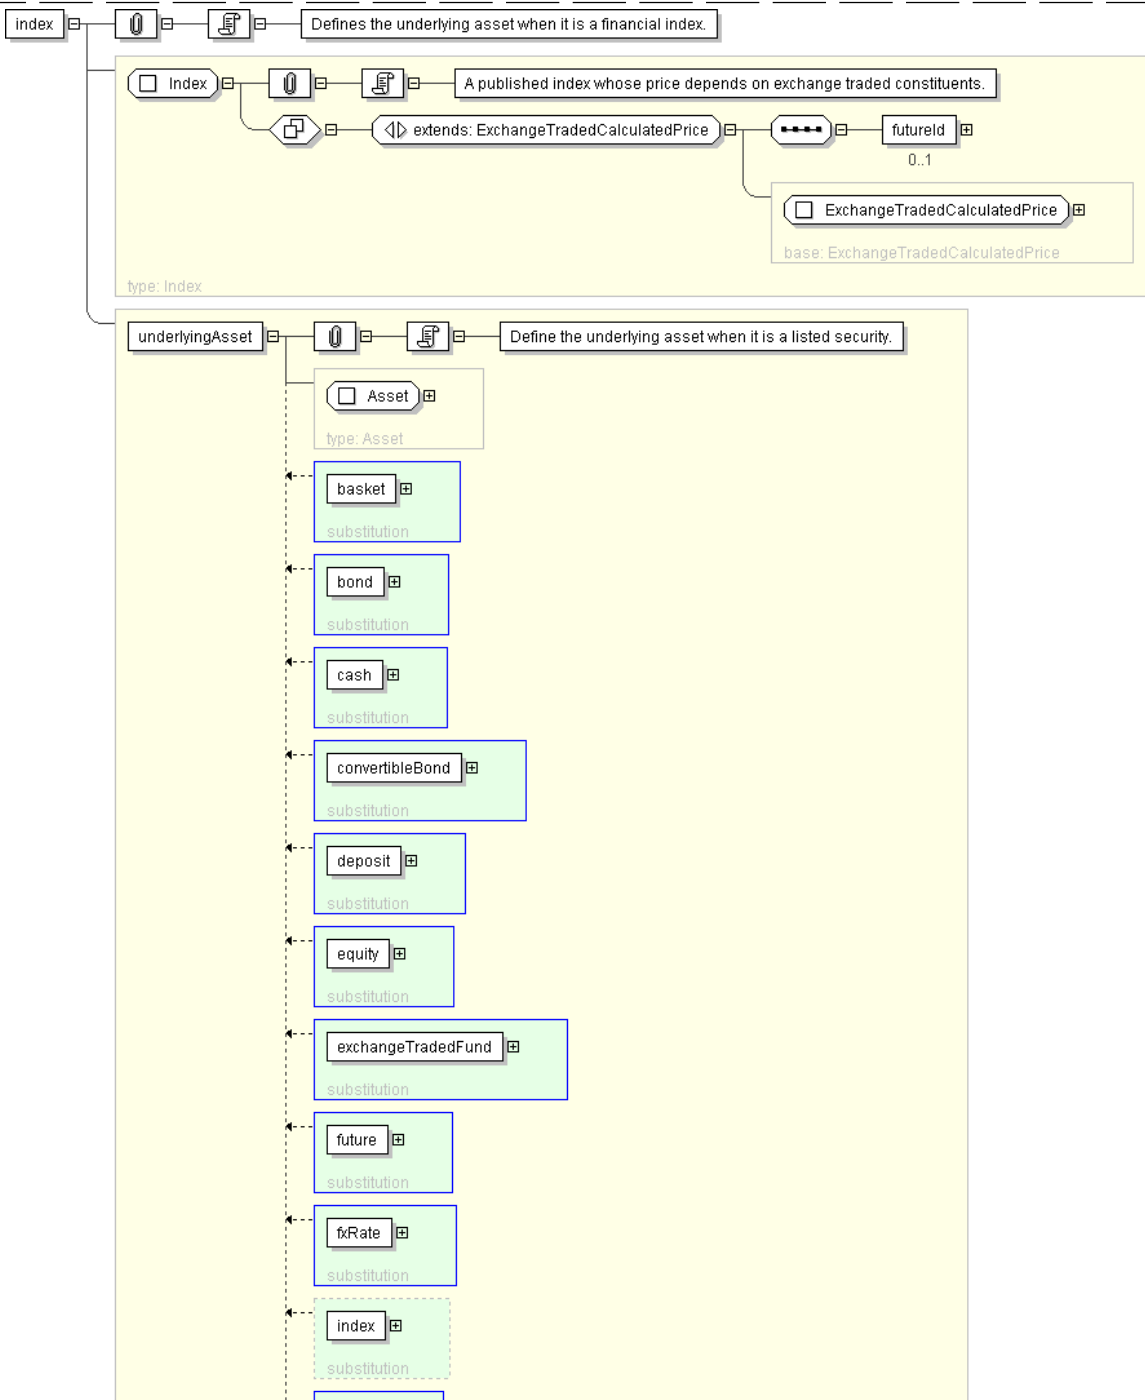 index
Defines the underlying asset when it is a financial index.
Index
A published index whose price depends on exchange traded constituents.
extends: ExchangeTradedCalculatedPrice
futureId
0..1
ExchangeTradedCalculatedPrice
base: ExchangeTradedCalculatedPrice
type: Index
underlyingAsset
Define the underlying asset when it is a listed security.
Asset
type: Asset
basket
substitution
bond
substitution
cash
substitution
convertibleBond
substitution
deposit
substitution
equity
substitution
exchangeTradedFund
substitution
future
substitution
fxRate
substitution
index
substitution